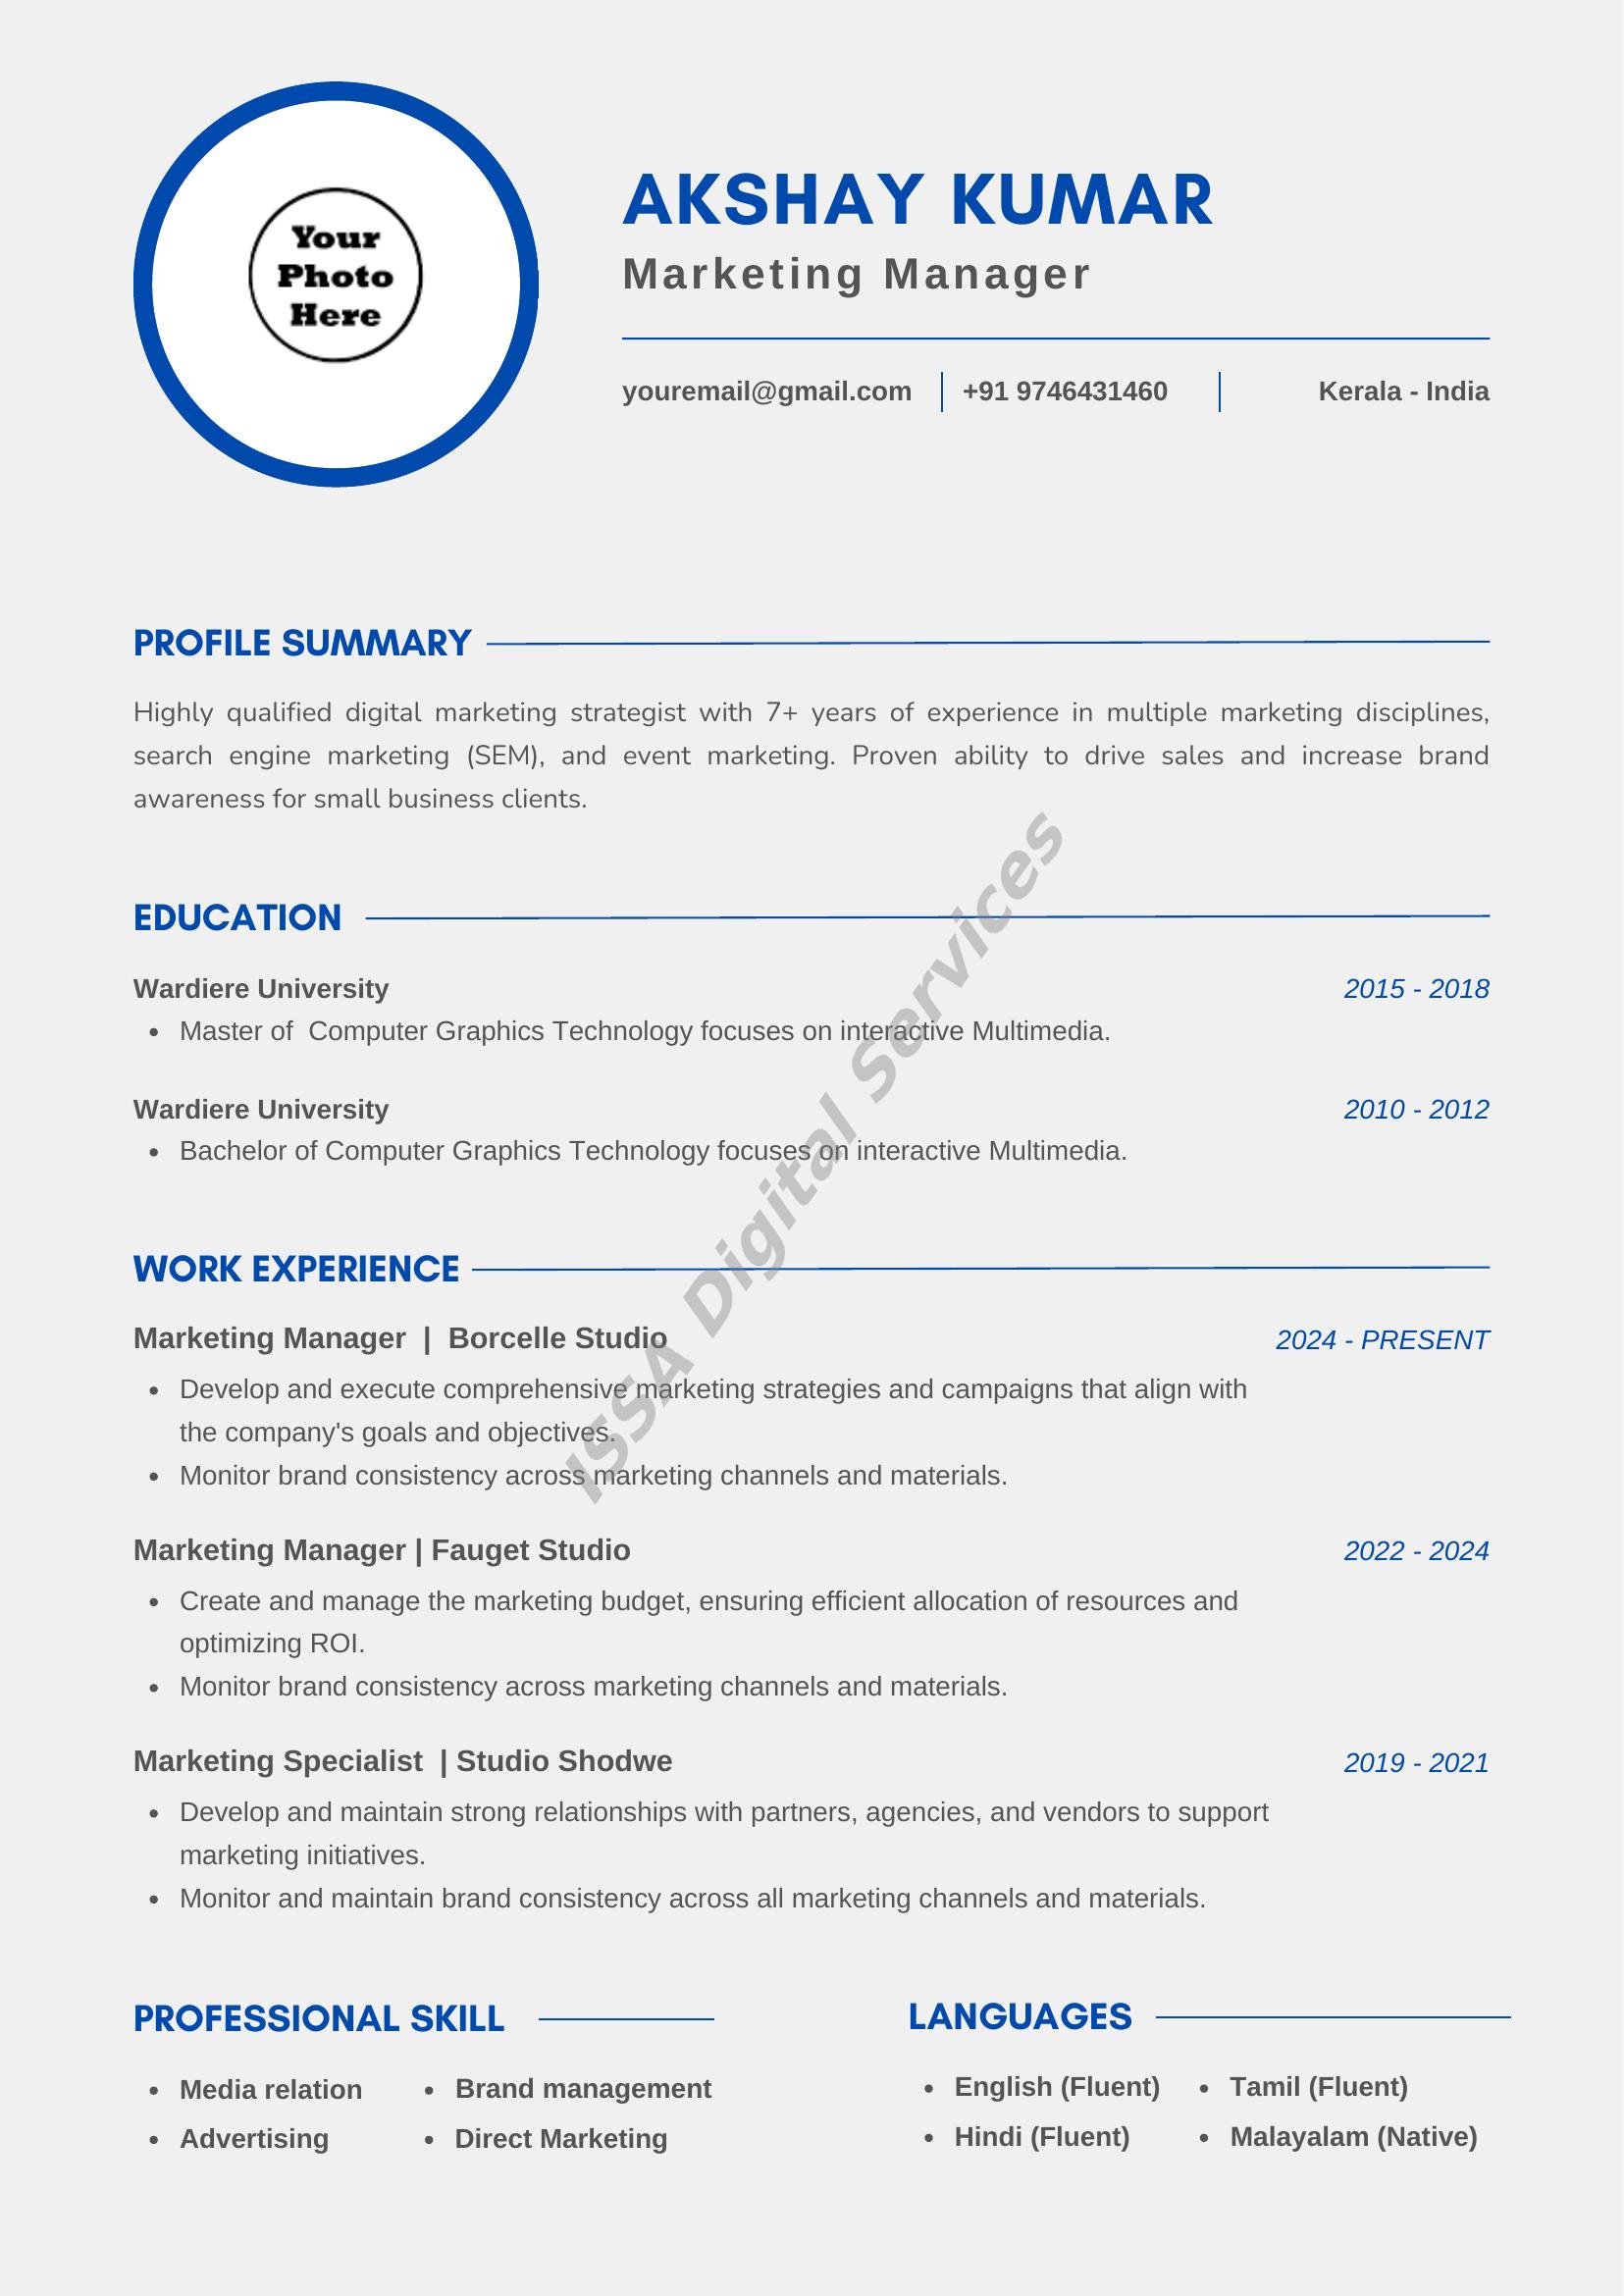 Your
Photo
Here
AKSHAY KUMAR
Marketing Manager
youremail@gmail.com
+91 9746431460
Kerala - India
PROFILE SUMMARY
Highly qualified digital marketing strategist with 7+ years of experience in multiple marketing disciplines,
search engine marketing (SEM), and event marketing. Proven ability to drive sales and increase brand
awareness for small business clients.
EDUCATION
Wardiere University 2015 - 2018
• Master of  Computer Graphics Technology focuses on interactive Multimedia.
Wardiere University 2010 - 2012
• Bachelor of Computer Graphics Technology focuses on interactive Multimedia.
WORK EXPERIENCE
Marketing Manager | Borcelle Studio 2024 - PRESENT
• Develop and execute comprehensive marketing strategies and campaigns that align with
the company's goals and objectives.
• Monitor brand consistency across marketing channels and materials.
Marketing Manager | Fauget Studio 2022 - 2024
• Create and manage the marketing budget, ensuring efficient allocation of resources and
optimizing ROI.
• Monitor brand consistency across marketing channels and materials.
Marketing Specialist | Studio Shodwe 2019 - 2021
• Develop and maintain strong relationships with partners, agencies, and vendors to support
marketing initiatives.
• Monitor and maintain brand consistency across all marketing channels and materials.
PROFESSIONAL SKILL
• Media relation
• Brand management
• Advertising
• Direct Marketing
LANGUAGES
• English (Fluent)
• Tamil (Fluent)
• Hindi (Fluent)
• Malayalam (Native)
ISSA Digital Services